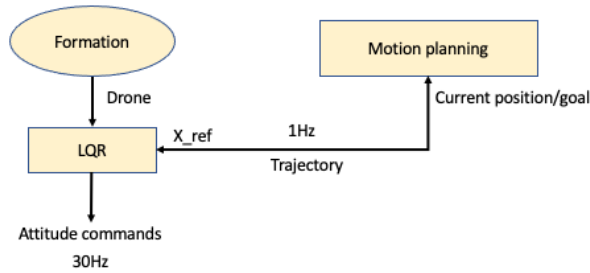 Formation
Motion planning
Drone
Current position/goal
X_ref
1Hz
LQR
Trajectory
Attitude commands
30Hz